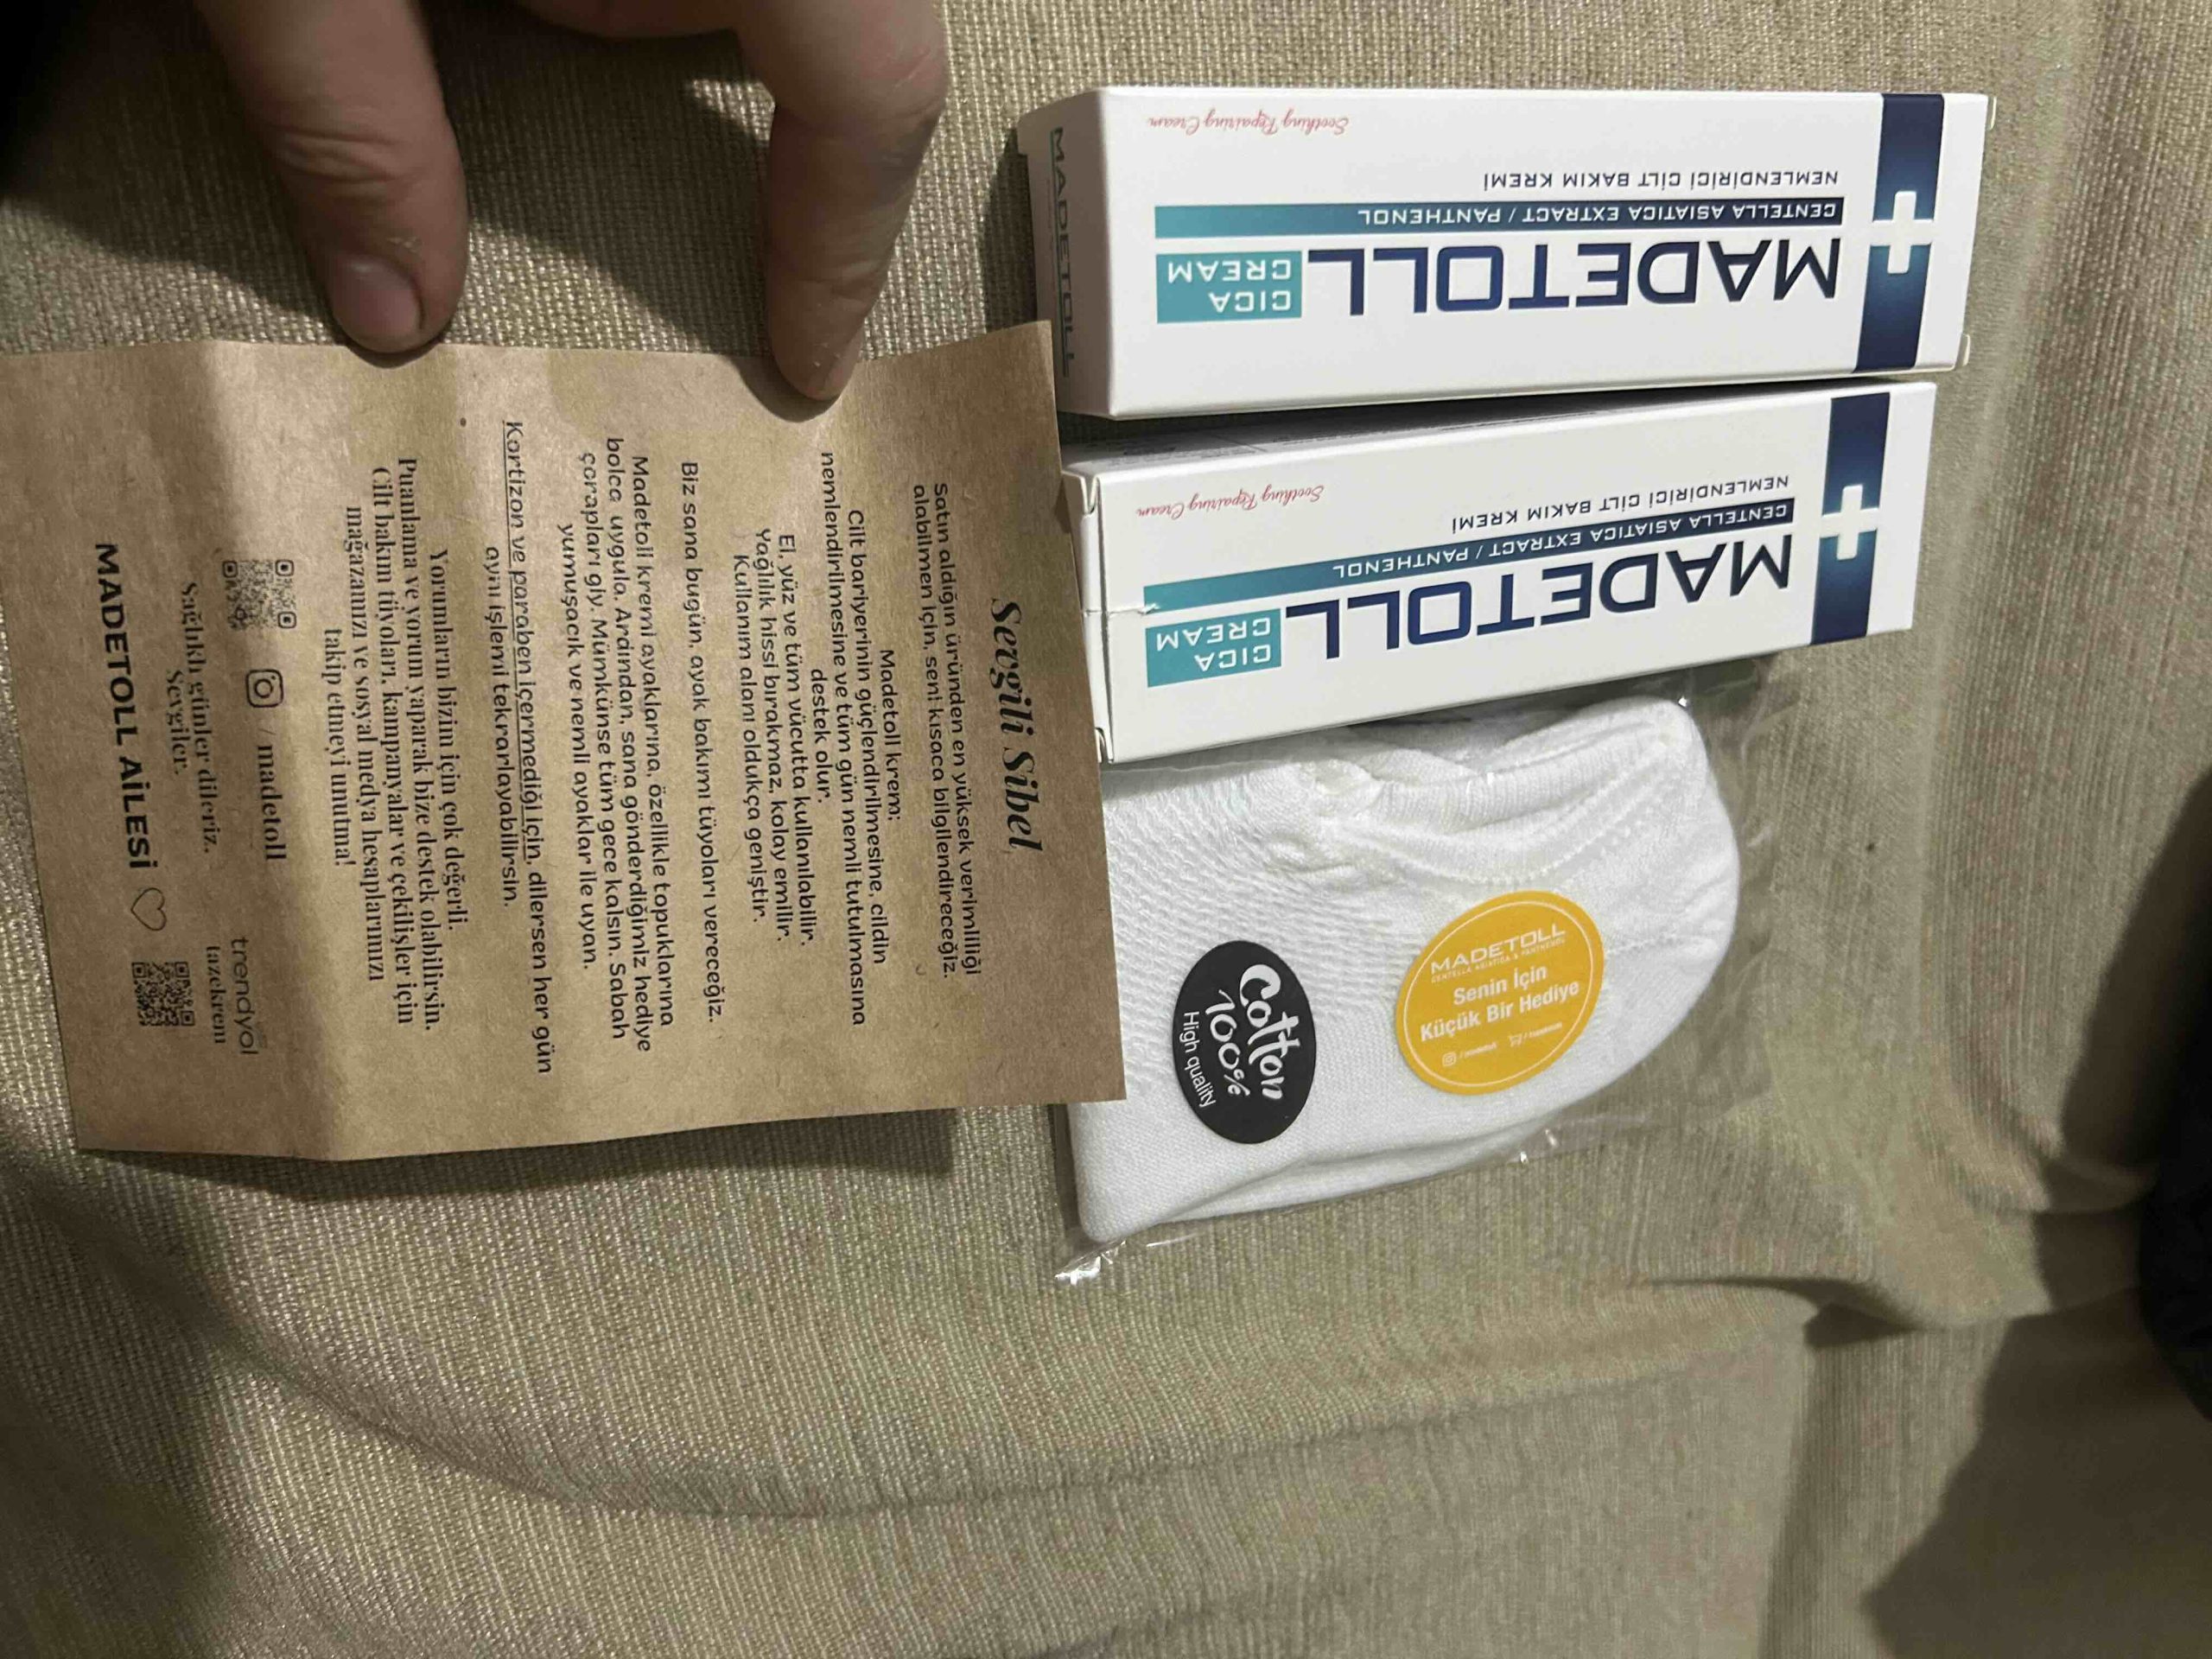 Sevgili Sibel
Satın aldığın üründen en yüksek verimliliği
alabilmen için, seni kısaca bilgilendireceğiz.
Madetoll krem;
Cilt bariyerinin güçlendirilmesine, cildin
nemlendirilmesine ve tüm gün nemli tutulmasına
destek olur.
El, yüz ve tüm vücutta kullanılabilir.
Yağlılık hissi bırakmaz, kolay emilir.
Kullanım alanı oldukça geniştir.
Biz sana bugün, ayak bakımı tüyoları vereceğiz.
Madetoll kremi ayaklarına, özellikle topuklarına
bolca uygula. Ardından, sana gönderdiğimiz hediye
çorapları giy. Mümkünse tüm gece kalsın. Sabah
yumuşacık ve nemli ayaklar ile uyan.
Kortizon ve paraben içermediği için, dilersen her gün
aynı işlemi tekrarlayabilirsin.
Yorumların bizim için çok değerli.
Puanlama ve yorum yaparak bize destek olabilirsin.
Cilt bakım tüyoları, kampanyalar ve çekilişler için
mağazamızı ve sosyal medya hesaplarımızı
takip etmeyi unutma!
/ madetoll
trendyol
tazekrem
Sağlıklı günler dileriz.
Sevgiler.
MADETOLL AİLESİ
MADETOLL
CICA
CREAM
CENTELLA ASIATICA EXTRACT / PANTHENOL
NEMLENDİRİCİ CİLT BAKIM KREMİ
Soothing Repairing Cream
MADETOLL
MADETOLL
CICA
CREAM
CENTELLA ASIATICA EXTRACT / PANTHENOL
NEMLENDİRİCİ CİLT BAKIM KREMİ
Soothing Repairing Cream
Cotton
100%
High quality
MADETOLL
CENTELLA ASIATICA & PANTHENOL
Senin İçin
Küçük Bir Hediye